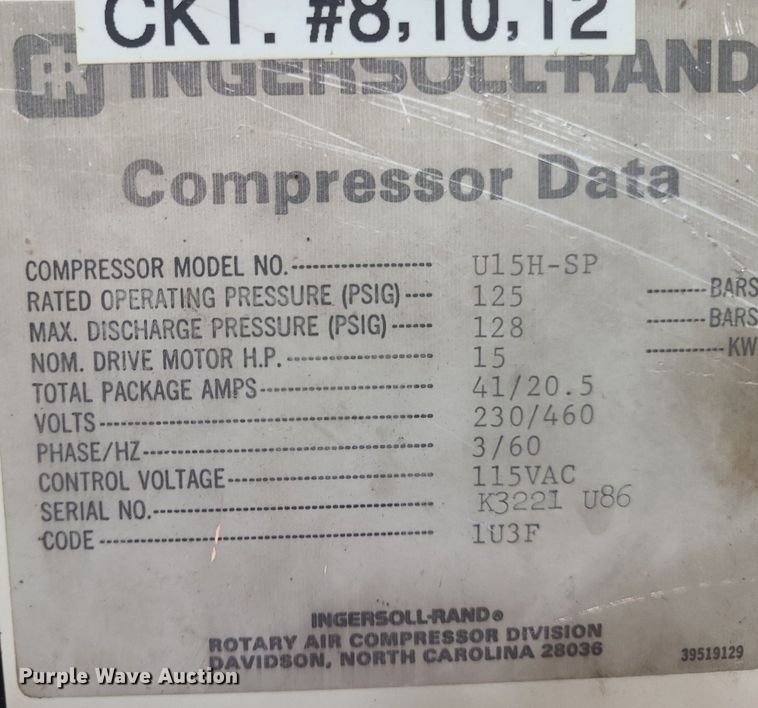 CKT. #8,10,12
INGERSOLL-RAND
Compressor Data
COMPRESSOR MODEL NO.-------------------- U15H-SP
RATED OPERATING PRESSURE (PSIG)---- 125 --------BARS
MAX. DISCHARGE PRESSURE (PSIG)------ 128 --------BARS
NOM. DRIVE MOTOR H.P.--------------------- 15 -----------KW
TOTAL PACKAGE AMPS------------------------- 41/20.5
VOLTS------------------------------------------------ 230/460
PHASE/HZ----------------------------------------- 3/60
CONTROL VOLTAGE----------------------------- 115VAC
SERIAL NO.---------------------------------------- K3221 U86
CODE------------------------------------------------ 1U3F
INGERSOLL-RAND®
ROTARY AIR COMPRESSOR DIVISION
DAVIDSON, NORTH CAROLINA 28036
39519129
Purple Wave Auction